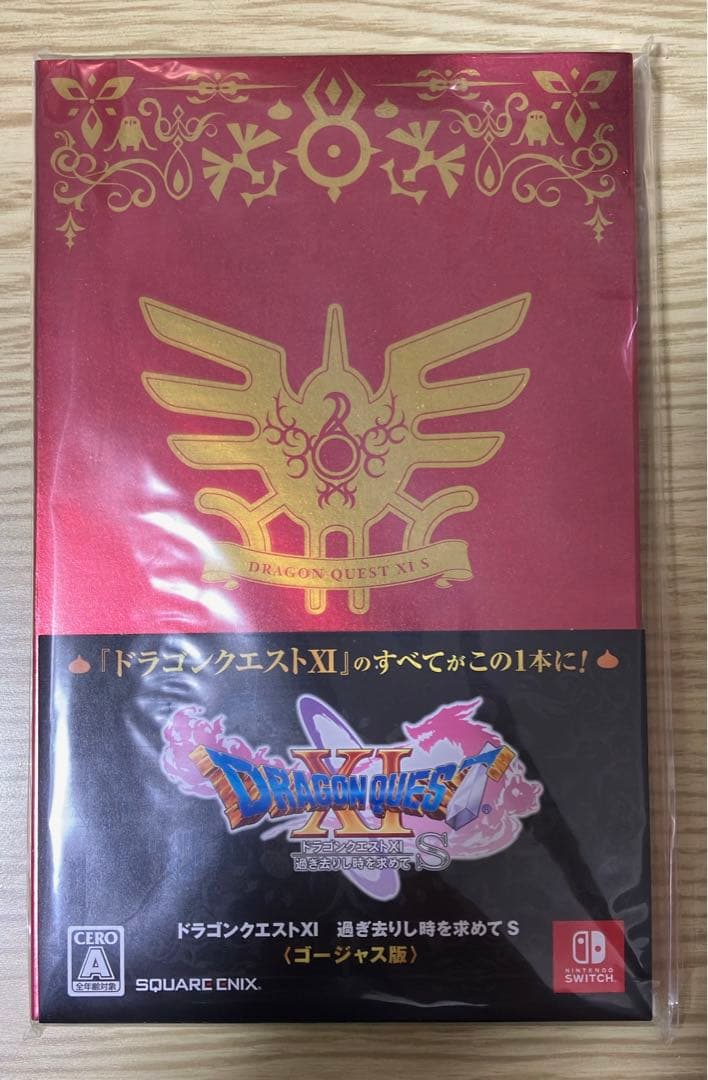 DRAGON QUEST XI S
『ドラゴンクエストXI』のすべてがこの1本に!
DRAGON QUEST
XI
®
ドラゴンクエストXI
過ぎ去りし時を求めて S
ドラゴンクエストXI 過ぎ去りし時を求めて S
〈ゴージャス版〉
CERO
A
全年齢対象
SQUARE ENIX®
NINTENDO
SWITCH™